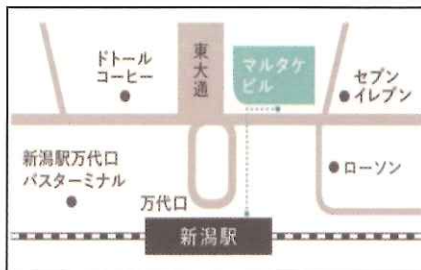 ドトール
コーヒー
東大通
マルタケ
ビル
セブン
イレブン
新潟駅万代口
バスターミナル
万代口
ローソン
新潟駅